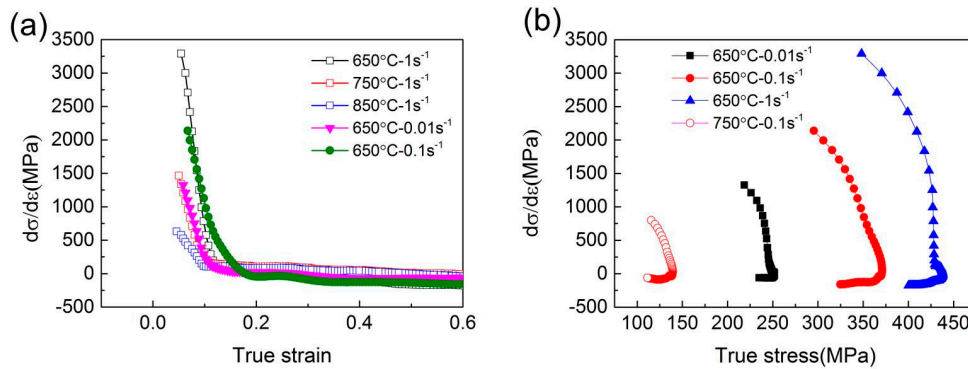 (a)
3500
3000
2500
2000
1500
1000
500
0
-500
dσ/dε(MPa)
650°C-1s⁻¹
750°C-1s⁻¹
850°C-1s⁻¹
650°C-0.01s⁻¹
650°C-0.1s⁻¹
0.0 0.2 0.4 0.6
True strain
(b)
3500
3000
2500
2000
1500
1000
500
0
-500
dσ/dε(MPa)
650°C-0.01s⁻¹
650°C-0.1s⁻¹
650°C-1s⁻¹
750°C-0.1s⁻¹
100 150 200 250 300 350 400 450
True stress(MPa)